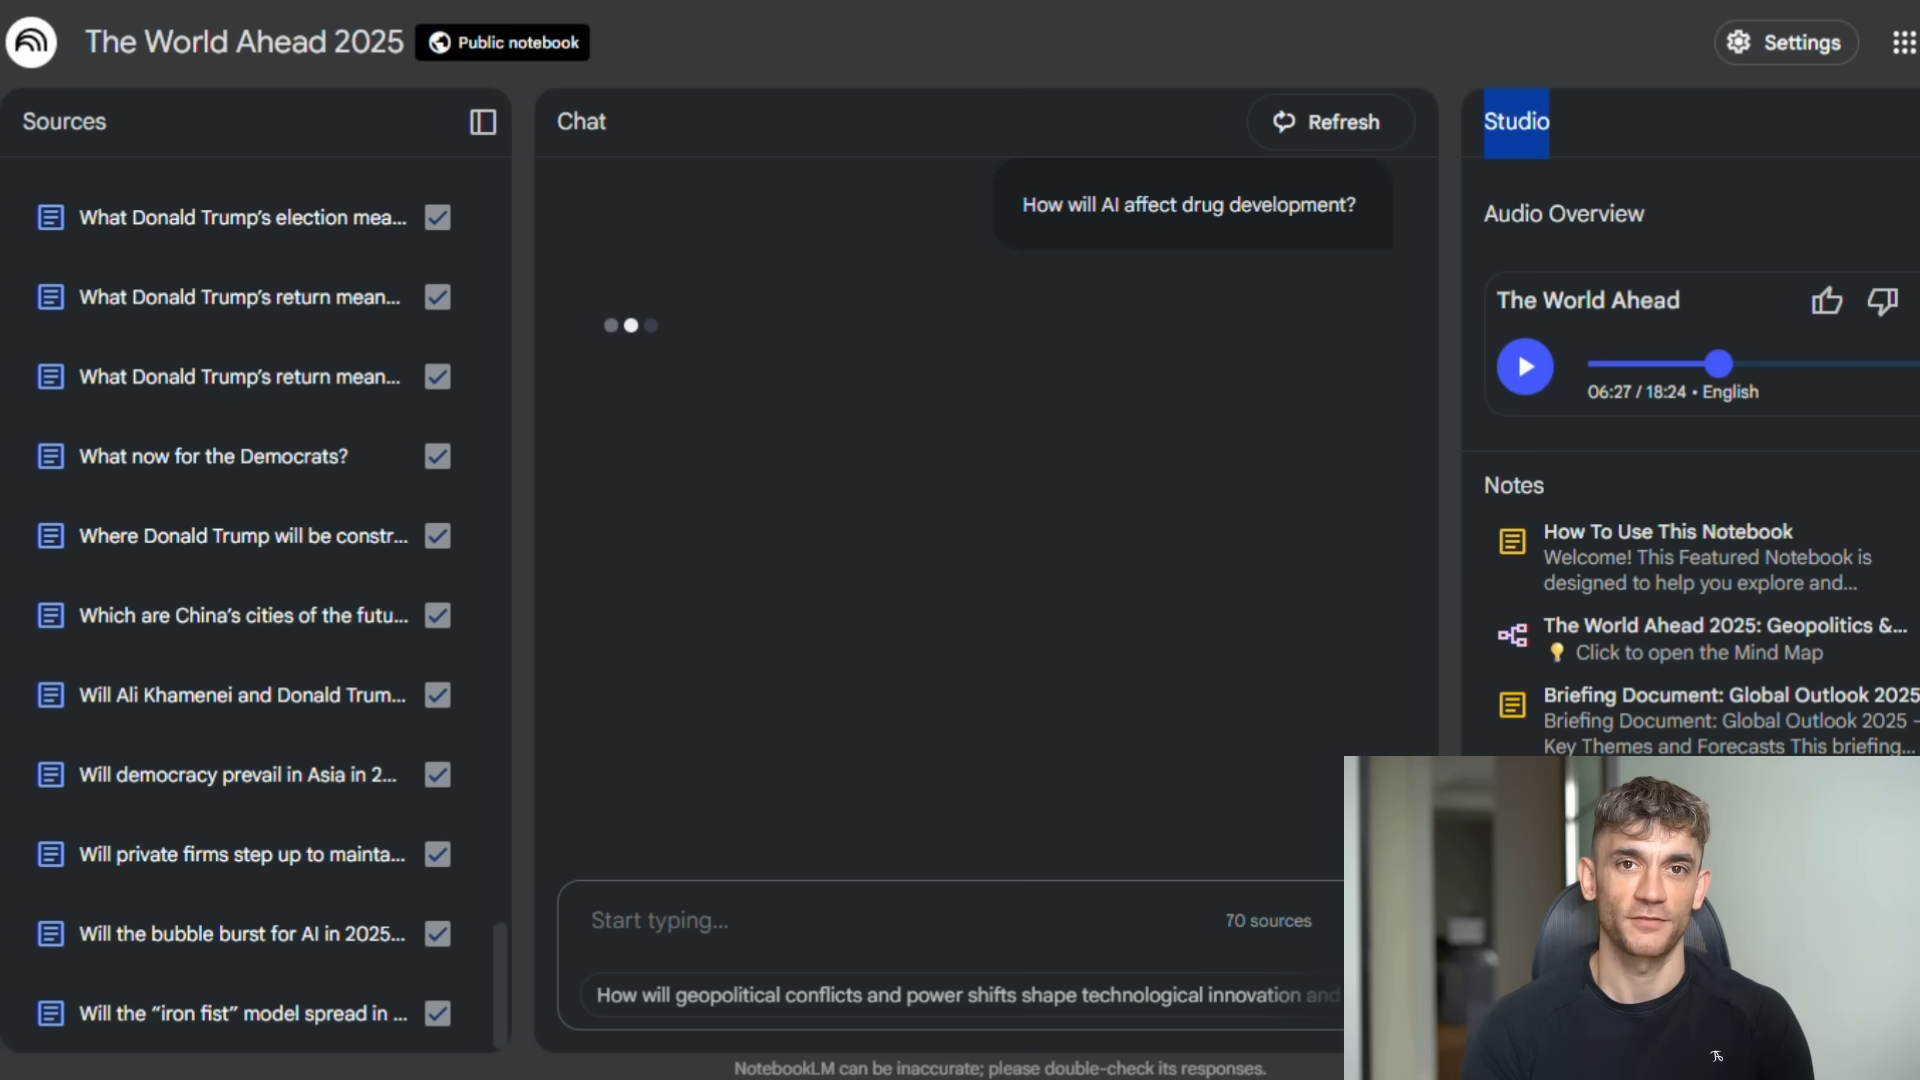 The World Ahead 2025
Public notebook
Settings
Sources
What Donald Trump's election mea...
What Donald Trump's return mean...
What Donald Trump's return mean...
What now for the Democrats?
Where Donald Trump will be constr...
Which are China's cities of the futu...
Will Ali Khamenei and Donald Trum...
Will democracy prevail in Asia in 2...
Will private firms step up to mainta...
Will the bubble burst for AI in 2025...
Will the “iron fist” model spread in ...
Chat
Refresh
How will AI affect drug development?
Start typing...
70 sources
How will geopolitical conflicts and power shifts shape technological innovation and
NotebookLM can be inaccurate; please double-check its responses.
Studio
Audio Overview
The World Ahead
06:27 / 18:24 • English
Notes
How To Use This Notebook
Welcome! This Featured Notebook is
designed to help you explore and...
The World Ahead 2025: Geopolitics &...
Click to open the Mind Map
Briefing Document: Global Outlook 2025
Briefing Document: Global Outlook 2025 -
Key Themes and Forecasts This briefing...